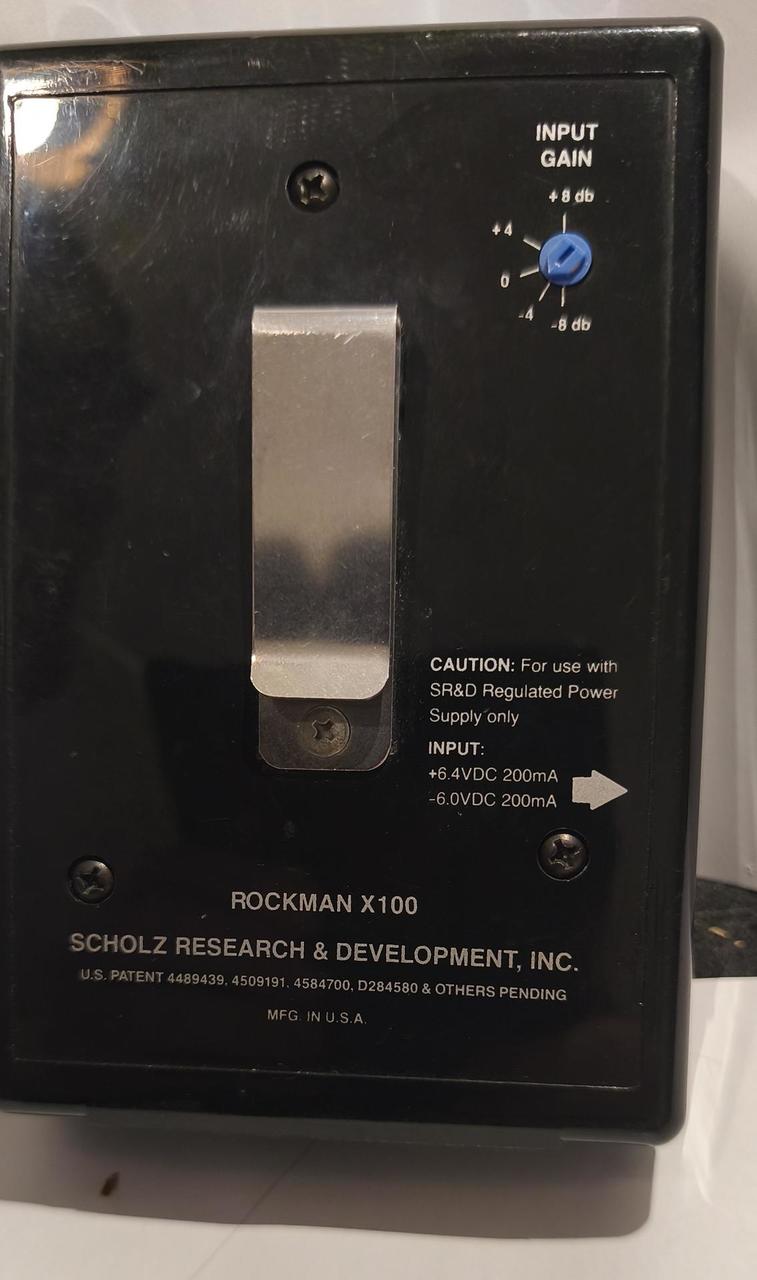 INPUT
GAIN
+8 db
+4
0
-4
-8 db
CAUTION: For use with
SR&D Regulated Power
Supply only
INPUT:
+6.4VDC 200mA
-6.0VDC 200mA
ROCKMAN X100
SCHOLZ RESEARCH & DEVELOPMENT, INC.
U.S. PATENT 4489439, 4509191, 4584700, D284580 & OTHERS PENDING
MFG. IN U.S.A.